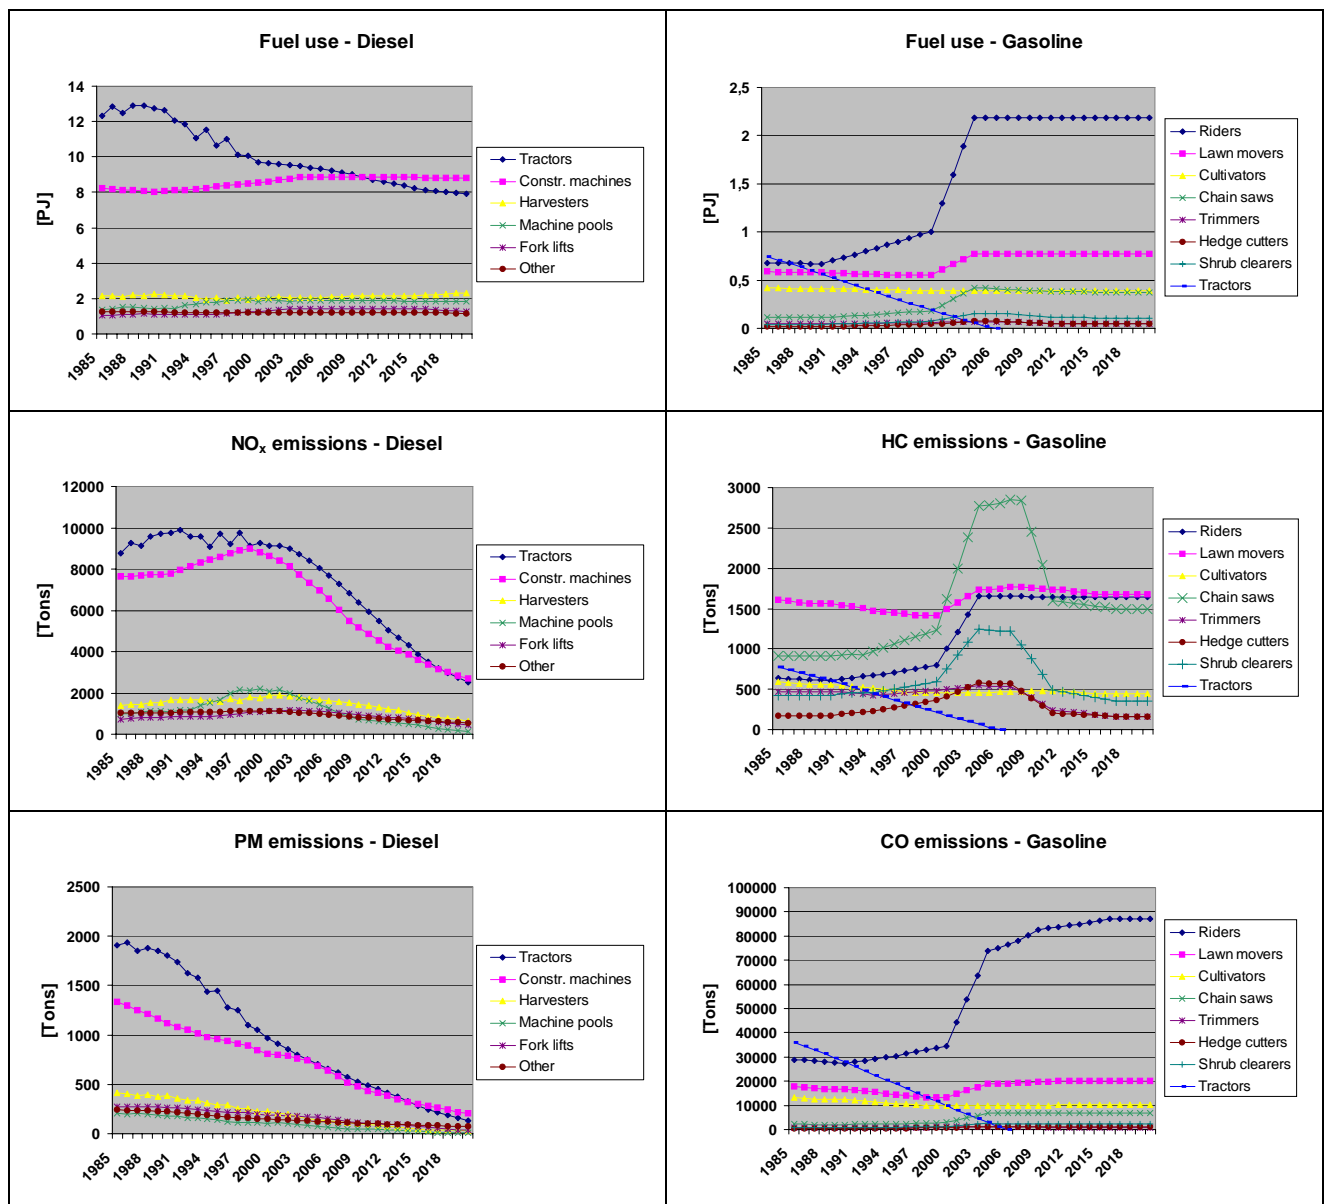 Fuel use - Diesel
14
12
10
8
6
4
2
0
[PJ]
1985 1988 1991 1994 1997 2000 2003 2006 2009 2012 2015 2018
Tractors
Constr. machines
Harvesters
Machine pools
Fork lifts
Other
Fuel use - Gasoline
2,5
2
1,5
1
0,5
0
[PJ]
1985 1988 1991 1994 1997 2000 2003 2006 2009 2012 2015 2018
Riders
Lawn movers
Cultivators
Chain saws
Trimmers
Hedge cutters
Shrub clearers
Tractors
NOx emissions - Diesel
12000
10000
8000
6000
4000
2000
0
[Tons]
1985 1988 1991 1994 1997 2000 2003 2006 2009 2012 2015 2018
Tractors
Constr. machines
Harvesters
Machine pools
Fork lifts
Other
HC emissions - Gasoline
3000
2500
2000
1500
1000
500
0
[Tons]
1985 1988 1991 1994 1997 2000 2003 2006 2009 2012 2015 2018
Riders
Lawn movers
Cultivators
Chain saws
Trimmers
Hedge cutters
Shrub clearers
Tractors
PM emissions - Diesel
2500
2000
1500
1000
500
0
[Tons]
1985 1988 1991 1994 1997 2000 2003 2006 2009 2012 2015 2018
Tractors
Constr. machines
Harvesters
Machine pools
Fork lifts
Other
CO emissions - Gasoline
100000
90000
80000
70000
60000
50000
40000
30000
20000
10000
0
[Tons]
1985 1988 1991 1994 1997 2000 2003 2006 2009 2012 2015 2018
Riders
Lawn movers
Cultivators
Chain saws
Trimmers
Hedge cutters
Shrub clearers
Tractors